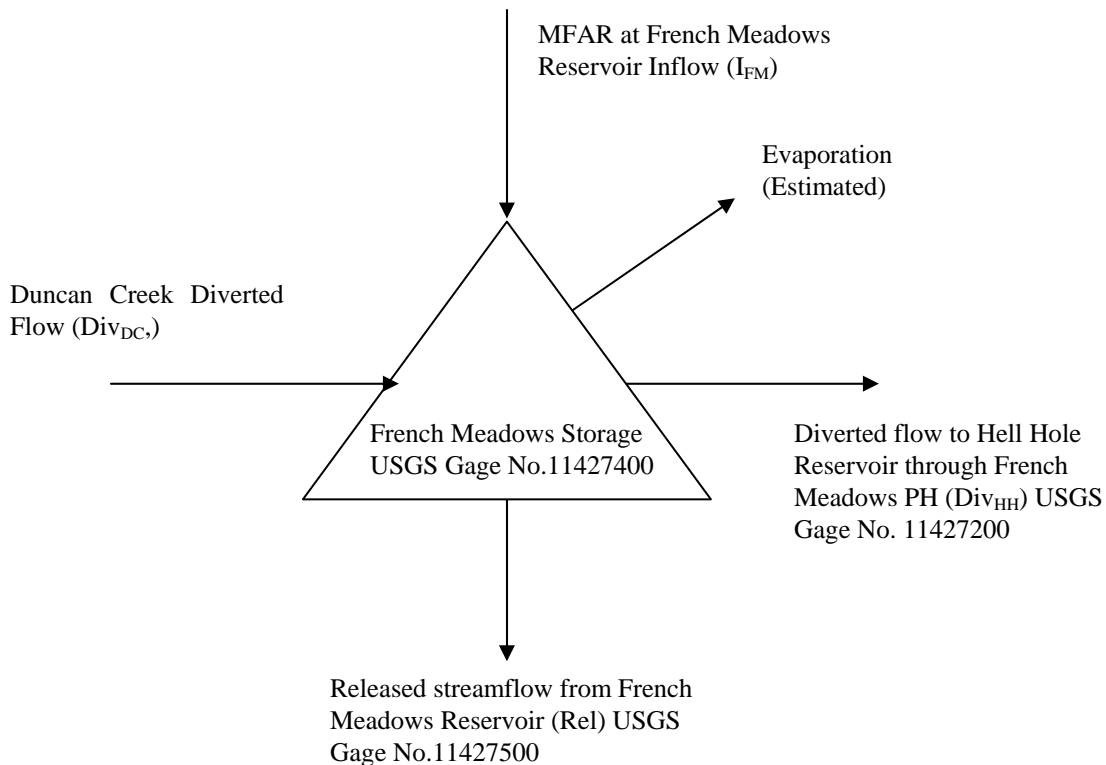 MFAR at French Meadows
Reservoir Inflow (I_FM)
Evaporation
(Estimated)
Duncan Creek Diverted
Flow (Div_DC,)
French Meadows Storage
USGS Gage No.11427400
Diverted flow to Hell Hole
Reservoir through French
Meadows PH (Div_HH) USGS
Gage No. 11427200
Released streamflow from French
Meadows Reservoir (Rel) USGS
Gage No.11427500